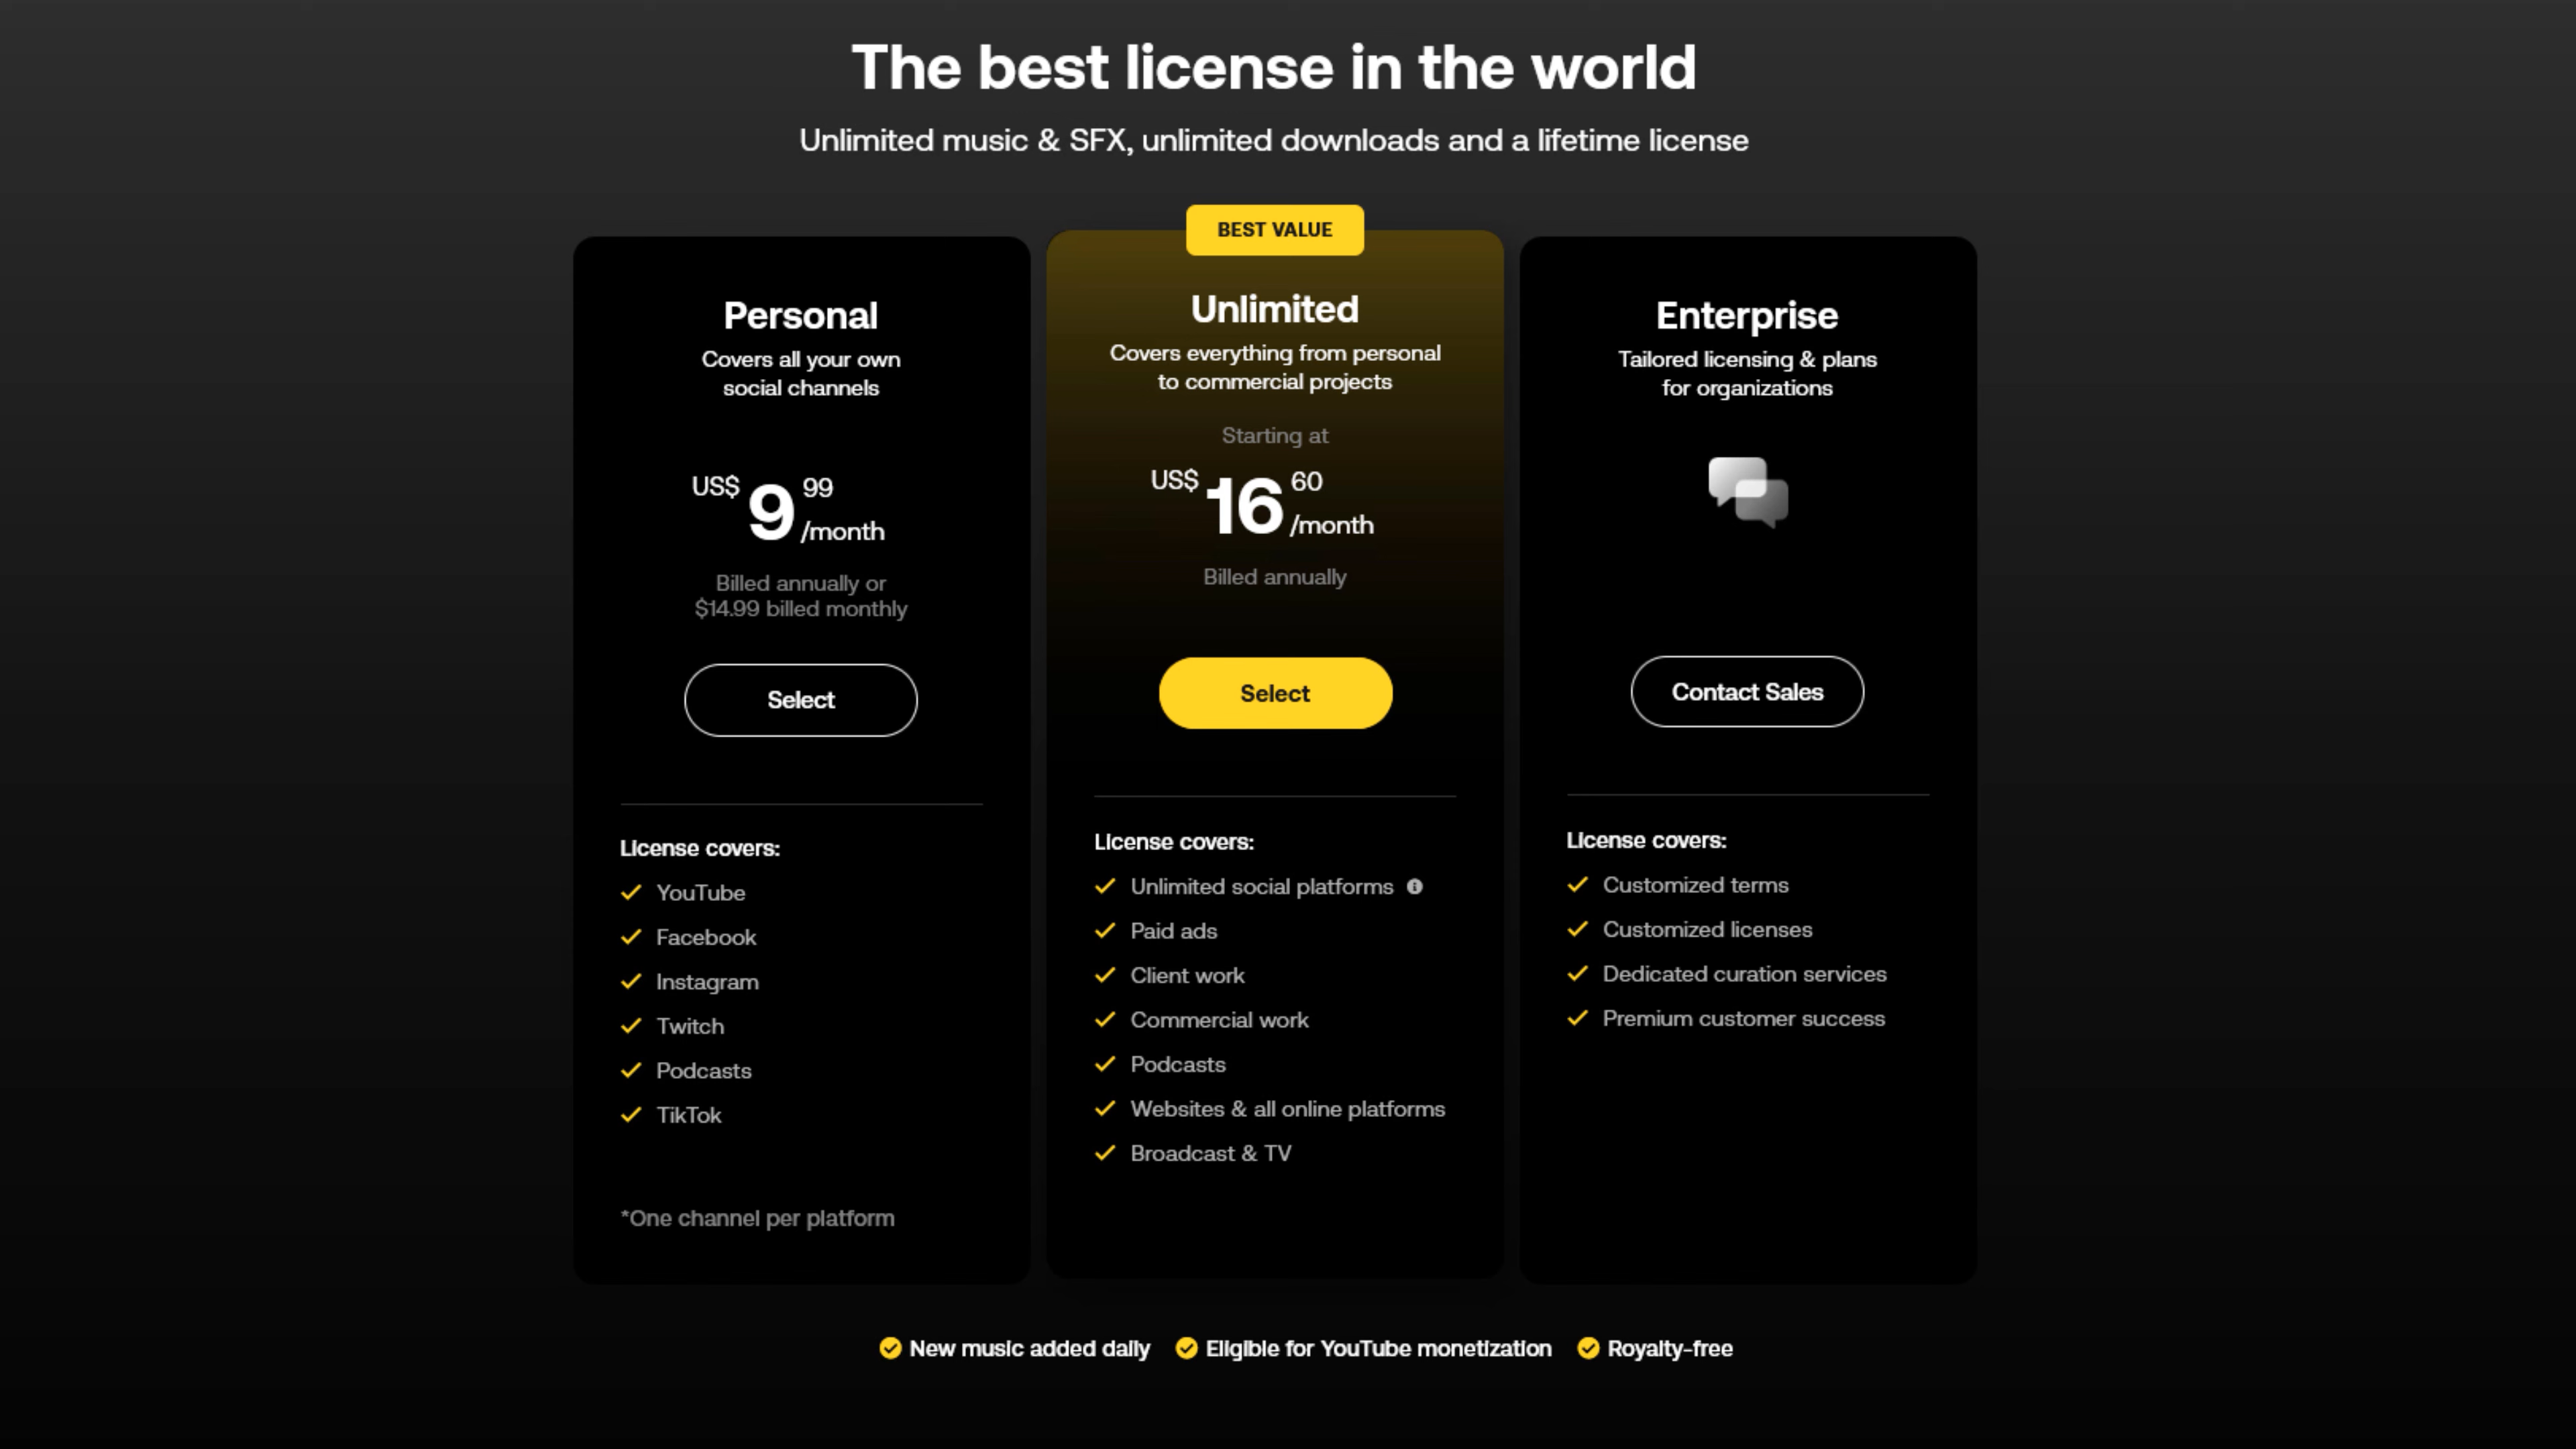 The best license in the world
Unlimited music & SFX, unlimited downloads and a lifetime license
Personal
Covers all your own
social channels
US$ 9 99 /month
Billed annually or
$14.99 billed monthly
Select
License covers:
YouTube
Facebook
Instagram
Twitch
Podcasts
TikTok
*One channel per platform
BEST VALUE
Unlimited
Covers everything from personal
to commercial projects
Starting at
US$ 16 60 /month
Billed annually
Select
License covers:
Unlimited social platforms
Paid ads
Client work
Commercial work
Podcasts
Websites & all online platforms
Broadcast & TV
Enterprise
Tailored licensing & plans
for organizations
Contact Sales
License covers:
Customized terms
Customized licenses
Dedicated curation services
Premium customer success
New music added daily Eligible for YouTube monetization Royalty-free